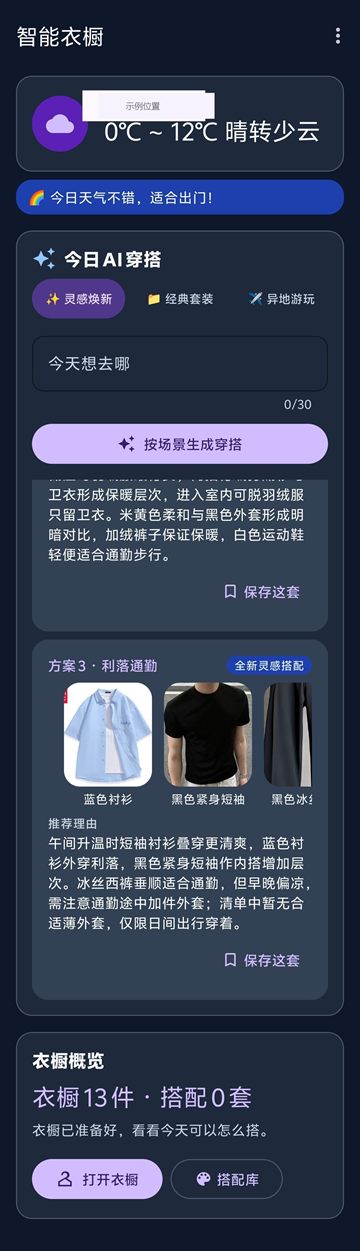 智能衣橱
示例位置
0℃ ~ 12℃ 晴转少云
🌈 今日天气不错，适合出门！
今日AI穿搭
✨ 灵感焕新
📁 经典套装
✈️ 异地游玩
今天想去哪
0/30
按场景生成穿搭
卫衣形成保暖层次，进入室内可脱羽绒服
只留卫衣。米黄色柔和与黑色外套形成明
暗对比，加绒裤子保证保暖，白色运动鞋
轻便适合通勤步行。
保存这套
方案3 · 利落通勤
全新灵感搭配
蓝色衬衫
黑色紧身短袖
黑色冰
推荐理由
午间升温时短袖衬衫叠穿更清爽，蓝色衬
衫外穿利落，黑色紧身短袖作内搭增加层
次。冰丝西裤垂顺适合通勤，但早晚偏凉，
需注意通勤途中加件外套；清单中暂无合
适薄外套，仅限日间出行穿着。
保存这套
衣橱概览
衣橱13件 · 搭配0套
衣橱已准备好，看看今天可以怎么搭。
打开衣橱
搭配库